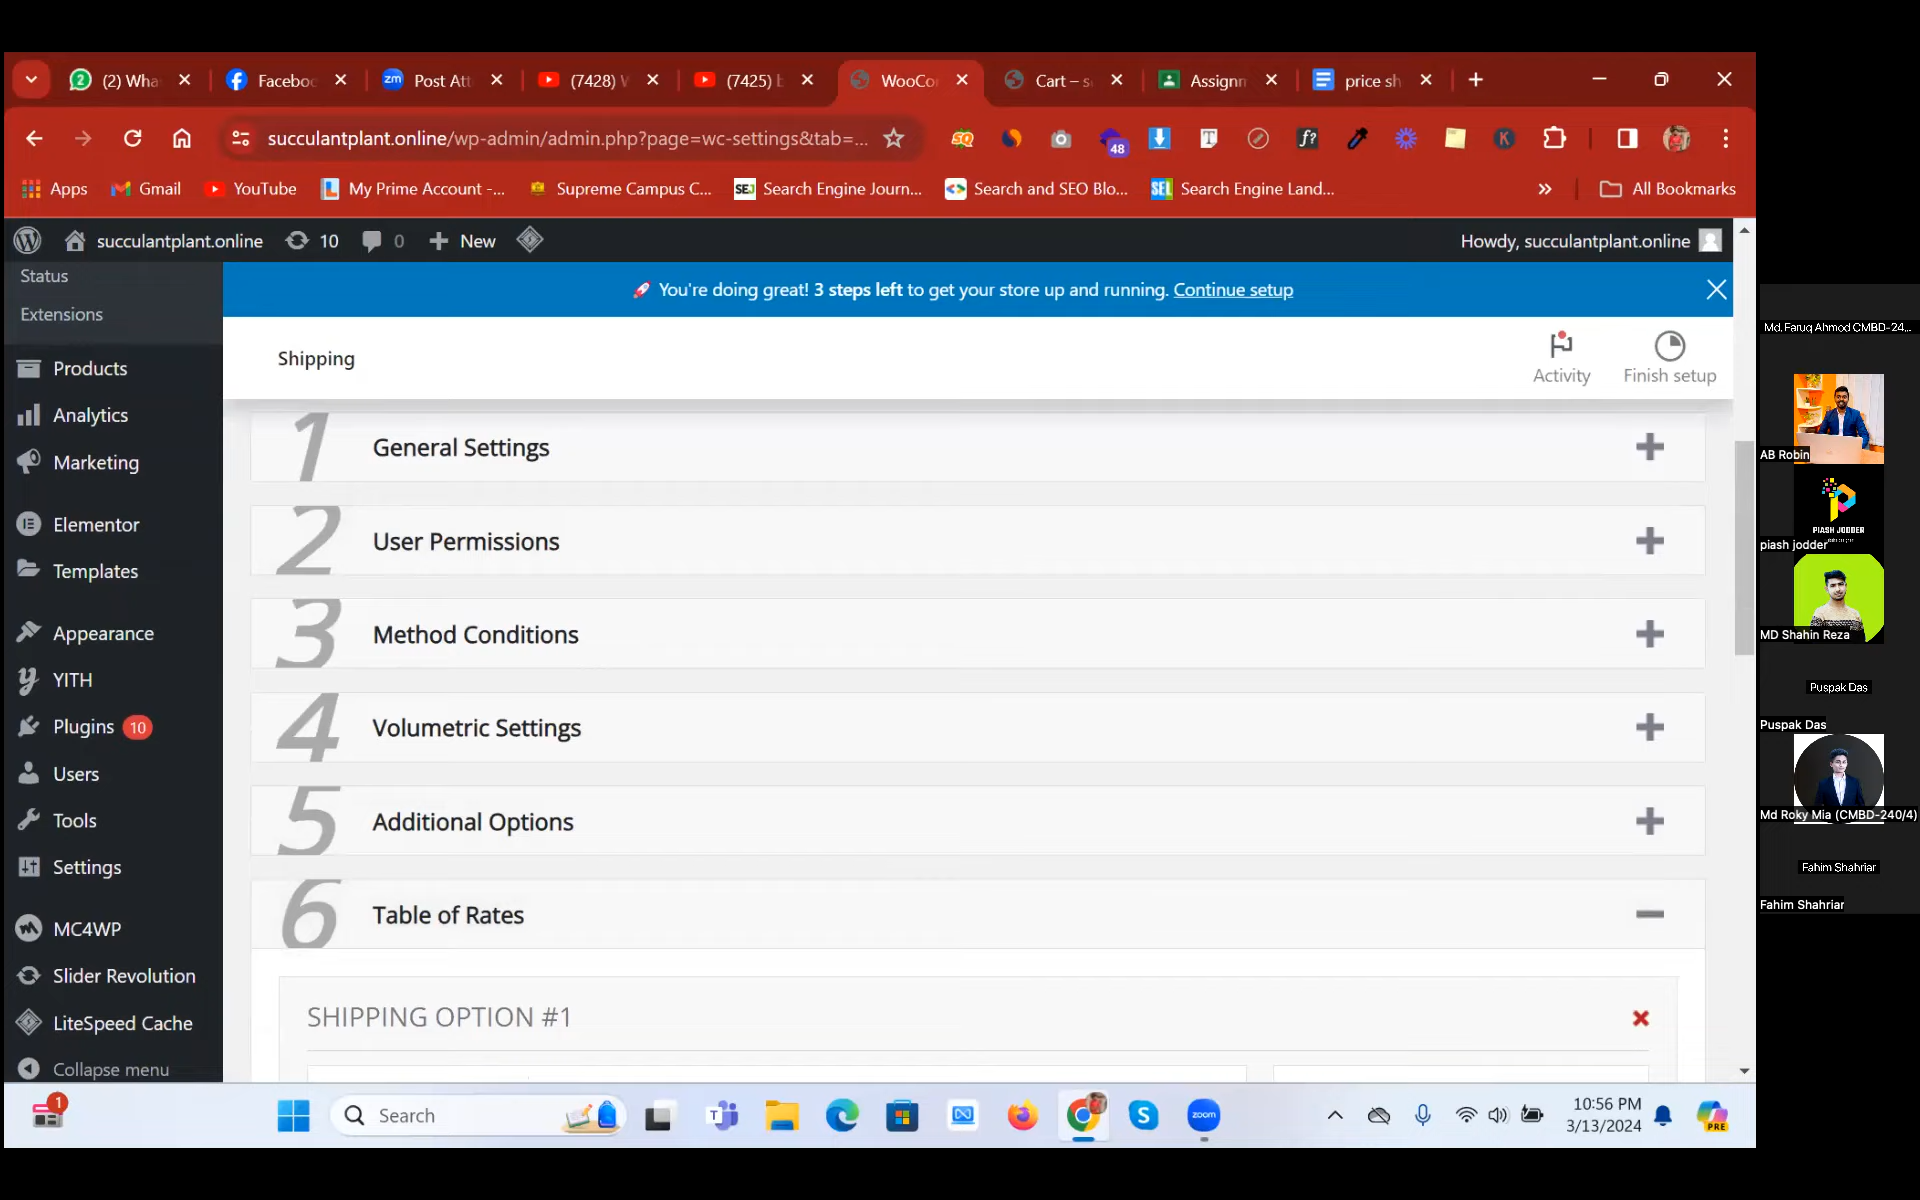 (2) Wha
Faceboo
Post Att
(7428)
(7425)
WooCo
Cart – s
Assignm
price sh
succulantplant.online/wp-admin/admin.php?page=wc-settings&tab=...
48
Apps
Gmail
YouTube
My Prime Account -...
Supreme Campus C...
Search Engine Journ...
Search and SEO Blo...
Search Engine Land...
All Bookmarks
succulantplant.online
10
0
New
Howdy, succulantplant.online
Status
Extensions
Products
Analytics
Marketing
Elementor
Templates
Appearance
YITH
Plugins 10
Users
Tools
Settings
MC4WP
Slider Revolution
LiteSpeed Cache
Collapse menu
You're doing great! 3 steps left to get your store up and running. Continue setup
Shipping
Activity
Finish setup
1 General Settings
2 User Permissions
3 Method Conditions
4 Volumetric Settings
5 Additional Options
6 Table of Rates
SHIPPING OPTION #1
Md. Faruq Ahmod CMBD-24...
AB Robin
PIASH JODDER
piash jodder
MD Shahin Reza
Puspak Das
Puspak Das
Md Roky Mia (CMBD-240/4)
Fahim Shahriar
Fahim Shahriar
1
Search
zoom
10:56 PM
3/13/2024
PRE